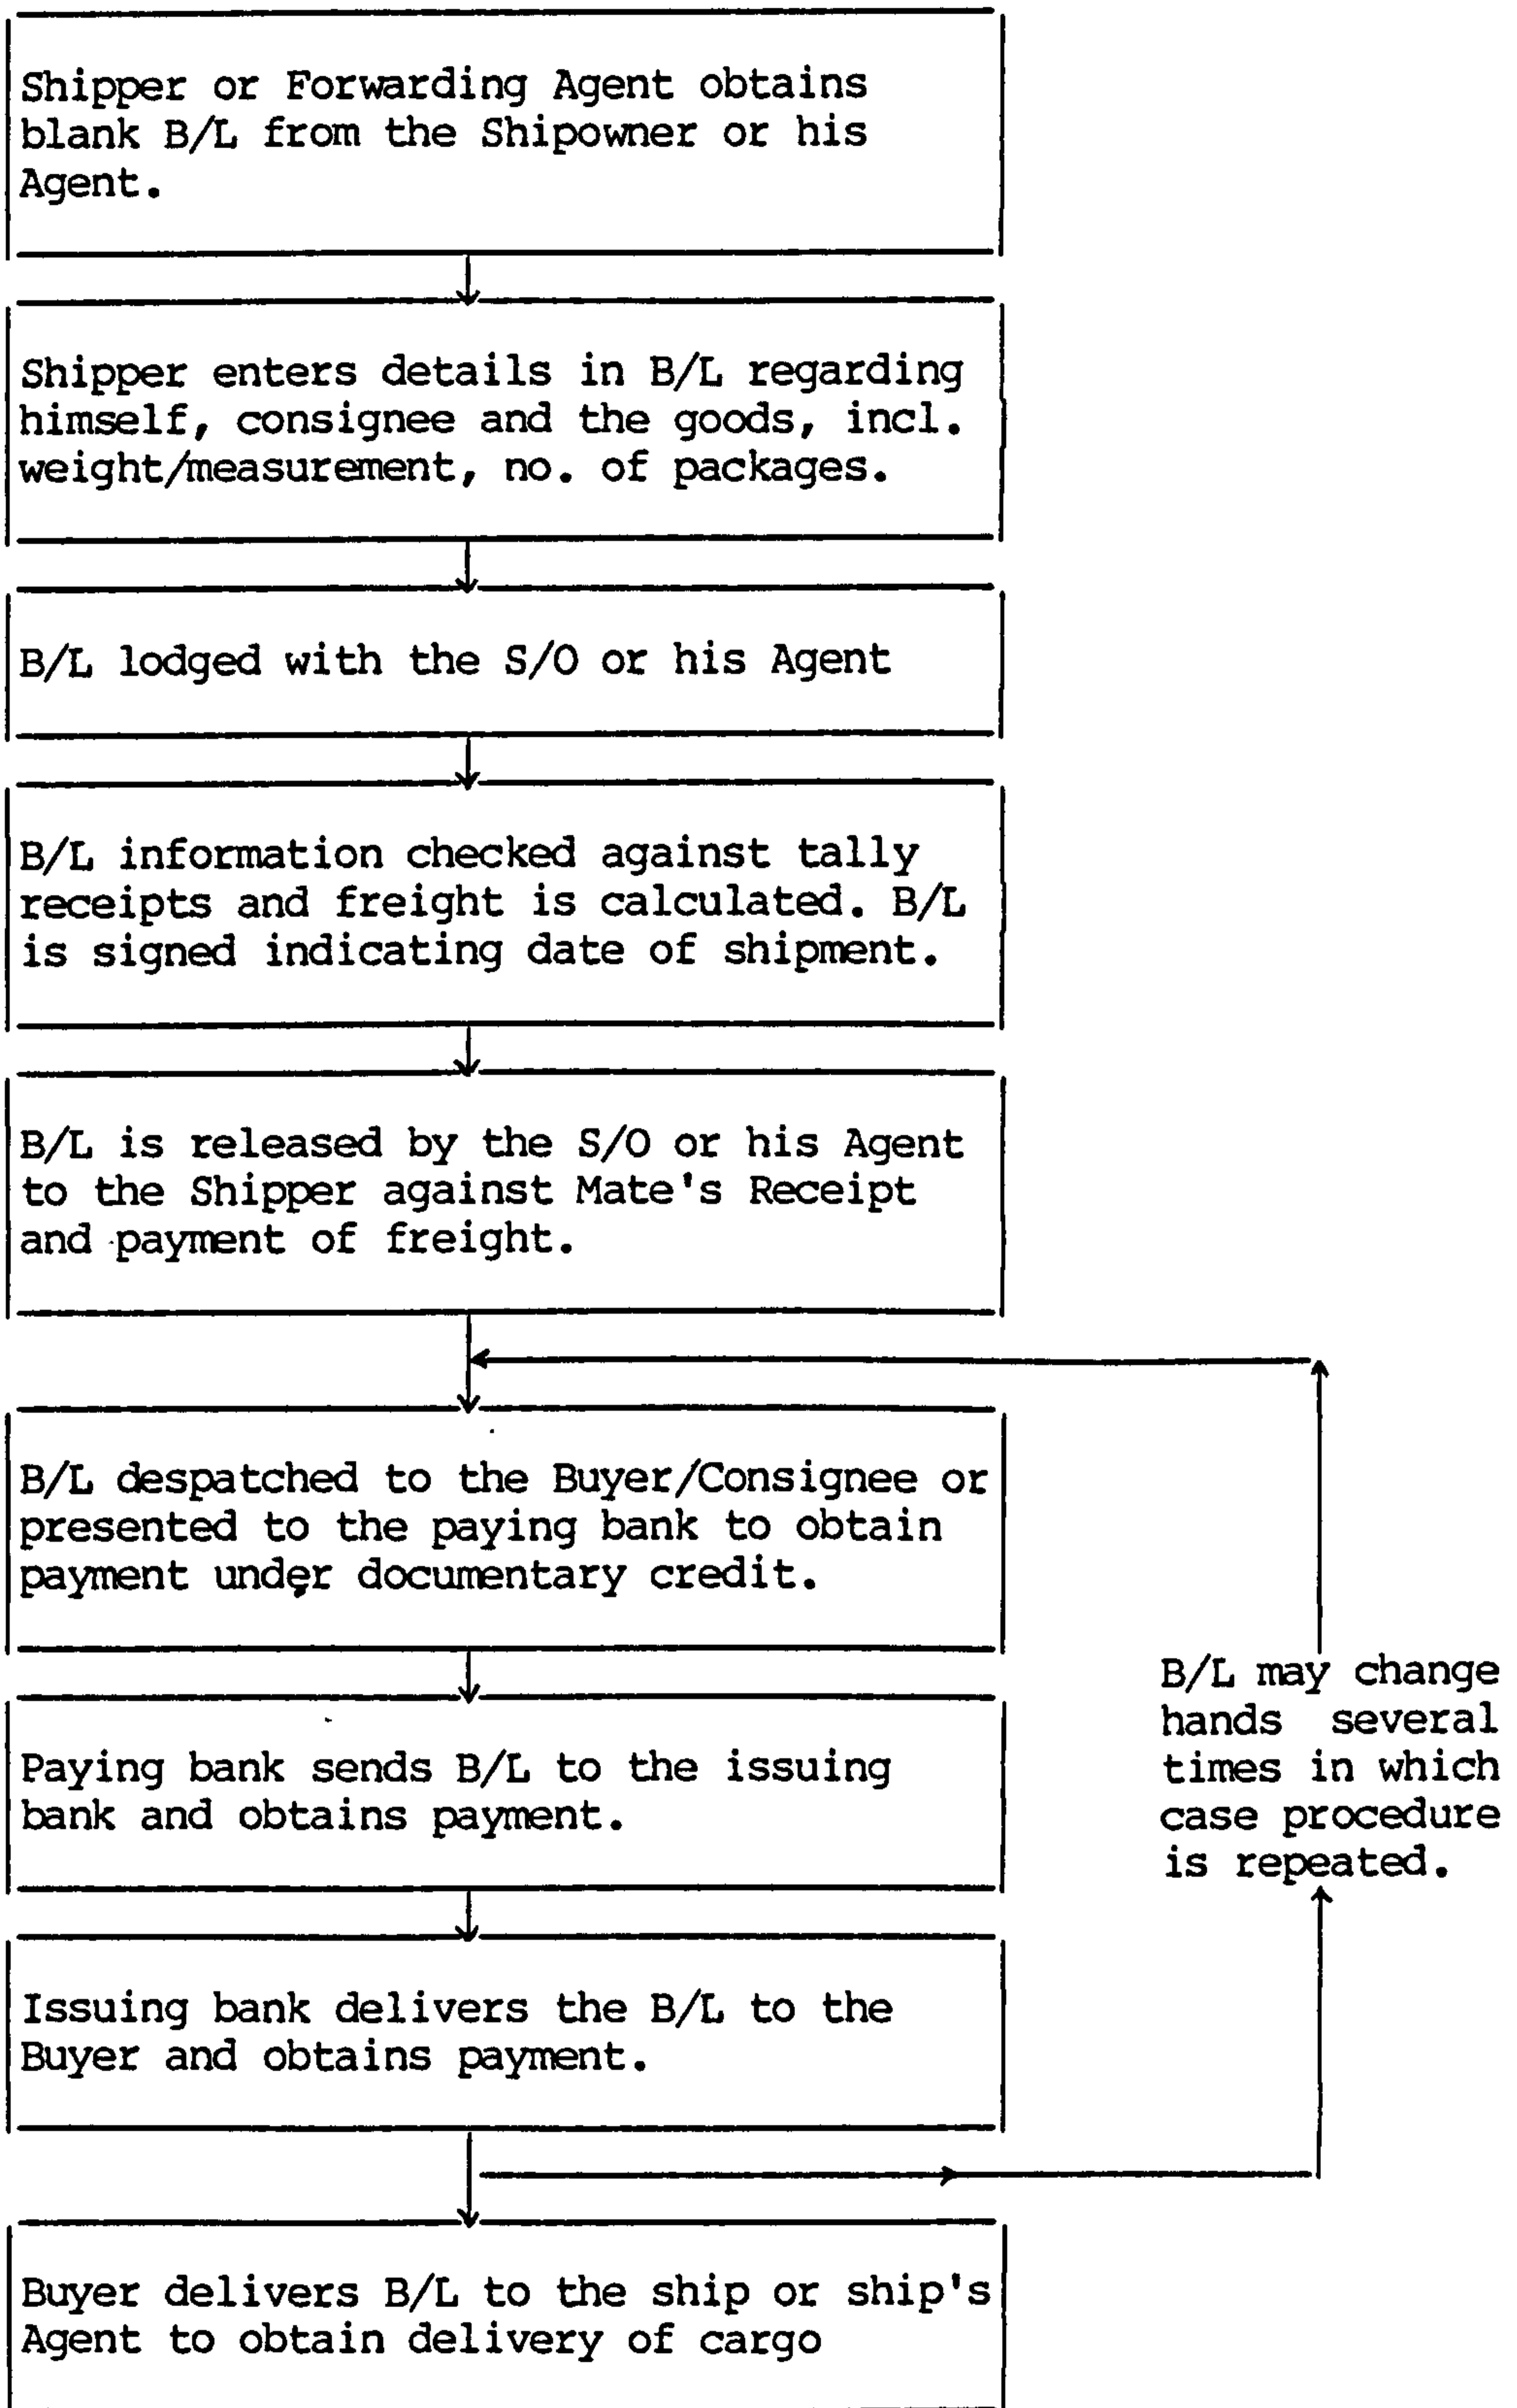 Shipper or Forwarding Agent obtains
blank B/L from the Shipowner or his
Agent.
Shipper enters details in B/L regarding
himself, consignee and the goods, incl.
weight/measurement, no. of packages.
B/L lodged with the S/O or his Agent
B/L information checked against tally
receipts and freight is calculated. B/L
is signed indicating date of shipment.
B/L is released by the S/O or his Agent
to the Shipper against Mate's Receipt
and payment of freight.
B/L despatched to the Buyer/Consignee or
presented to the paying bank to obtain
payment under documentary credit.
Paying bank sends B/L to the issuing
bank and obtains payment.
Issuing bank delivers the B/L to the
Buyer and obtains payment.
B/L may change
hands several
times in which
case procedure
is repeated.
Buyer delivers B/L to the ship or ship's
Agent to obtain delivery of cargo